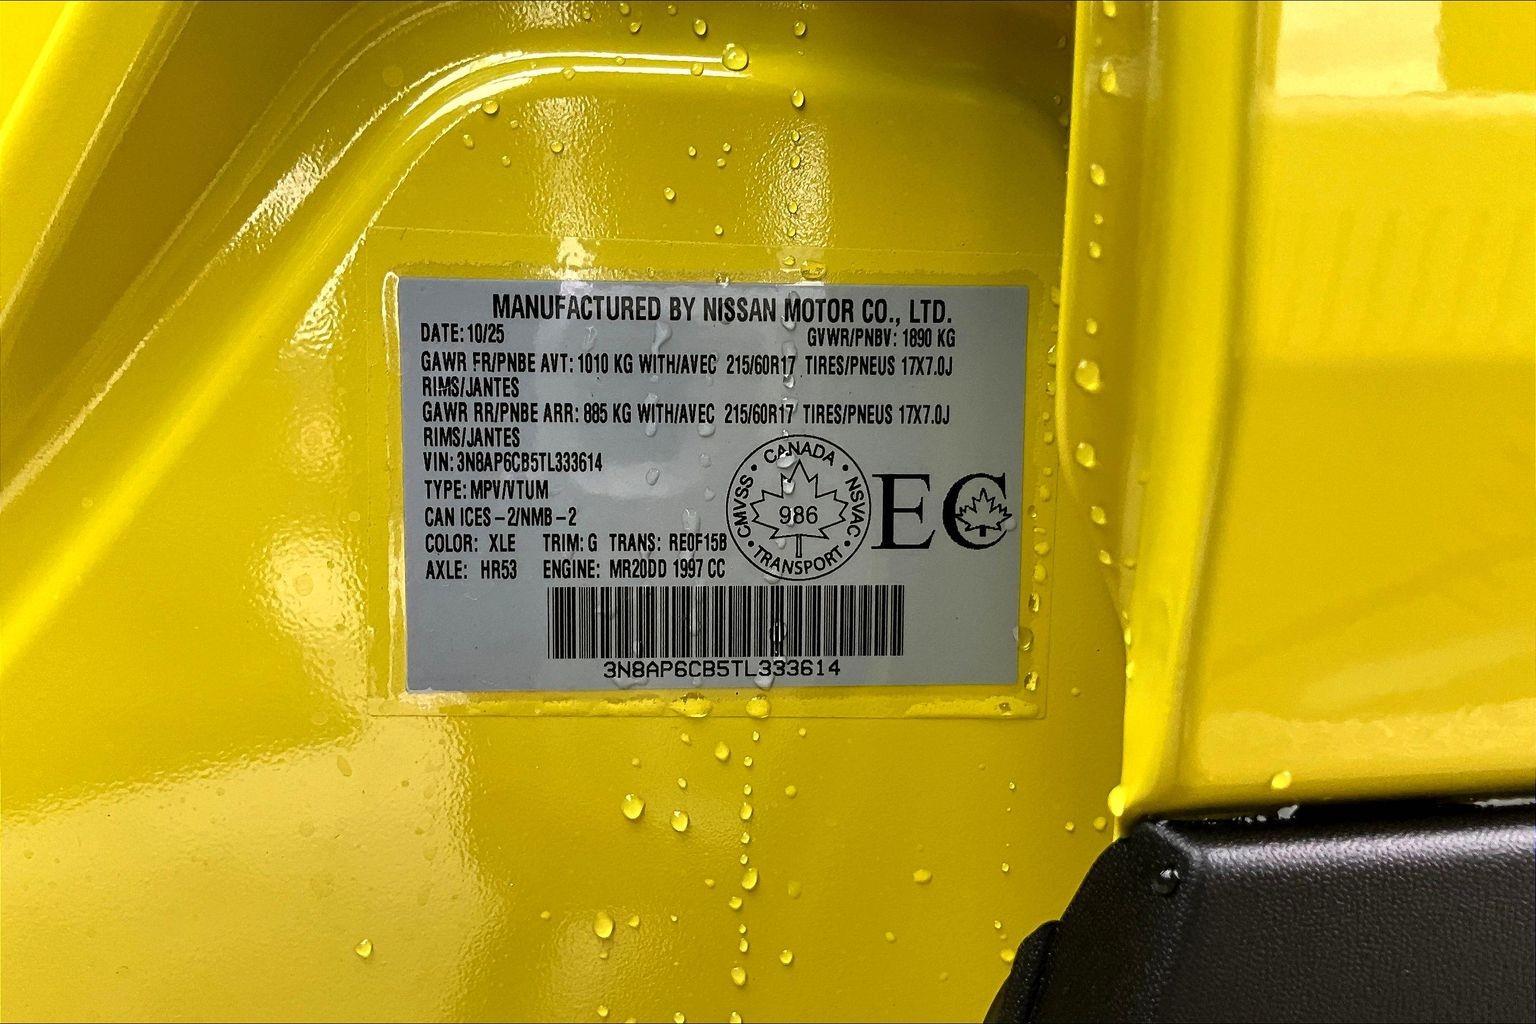 MANUFACTURED BY NISSAN MOTOR CO., LTD.
DATE: 10/25 GVWR/PNBV: 1890 KG
GAWR FR/PNBE AVT: 1010 KG WITH/AVEC 215/60R17 TIRES/PNEUS 17X7.0J
RIMS/JANTES
GAWR RR/PNBE ARR: 885 KG WITH/AVEC 215/60R17 TIRES/PNEUS 17X7.0J
RIMS/JANTES
VIN: 3N8AP6CB5TL333614
TYPE: MPV/VTUM
CAN ICES-2/NMB-2
COLOR: XLE TRIM: G TRANS: RE0F15B
AXLE: HR53 ENGINE: MR20DD 1997 CC
CANADA
CMVSS
NSVAC
986
TRANSPORT
EC
3N8AP6CB5TL333614